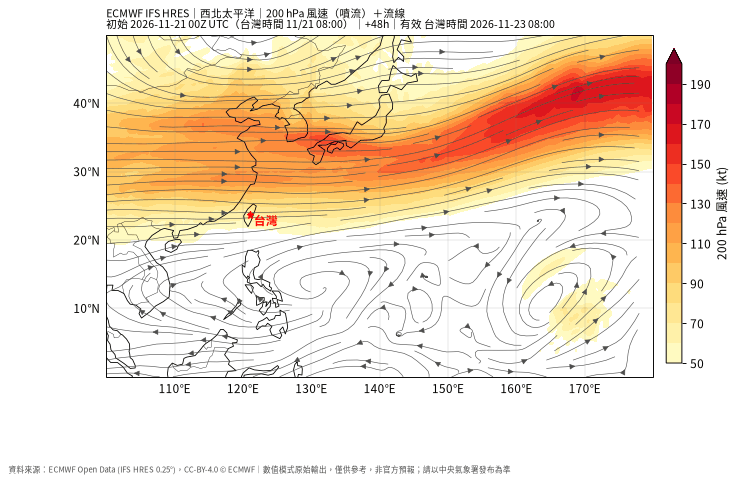 ECMWF IFS HRES｜西北太平洋｜200 hPa 風速（噴流）＋流線
初始 2026-11-21 00Z UTC（台灣時間 11/21 08:00）｜+48h｜有效 台灣時間 2026-11-23 08:00
40°N
30°N
20°N
10°N
台灣
110°E
120°E
130°E
140°E
150°E
160°E
170°E
190
170
150
130
110
90
70
50
200 hPa 風速 (kt)
資料來源：ECMWF Open Data (IFS HRES 0.25°)，CC-BY-4.0 © ECMWF｜數值模式原始輸出，僅供參考，非官方預報；請以中央氣象署發布為準